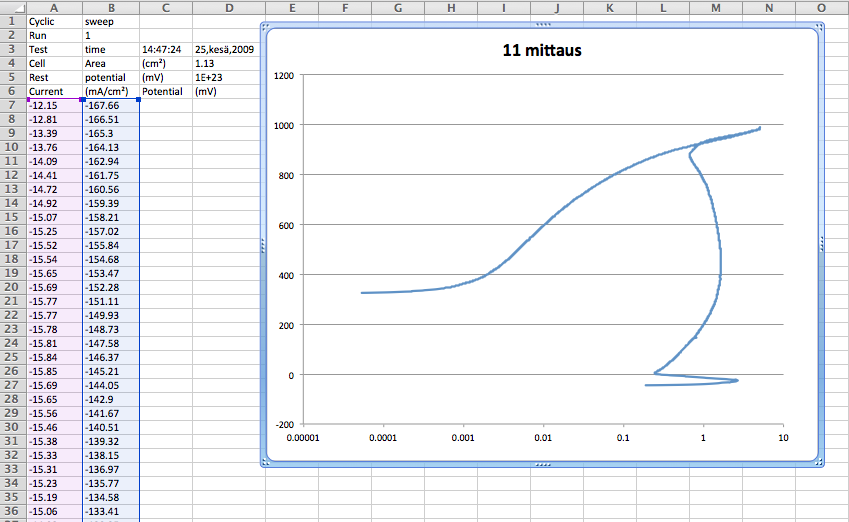 A B C D E F G H I J K L M N O
1 Cyclic sweep
2 Run 1
3 Test time 14:47:24 25,kesä,2009
4 Cell Area (cm²) 1.13
5 Rest potential (mV) 1E+23
6 Current (mA/cm²) Potential (mV)
7 -12.15 -167.66
8 -12.81 -166.51
9 -13.39 -165.3
10 -13.76 -164.13
11 -14.09 -162.94
12 -14.41 -161.75
13 -14.72 -160.56
14 -14.92 -159.39
15 -15.07 -158.21
16 -15.25 -157.02
17 -15.52 -155.84
18 -15.54 -154.68
19 -15.65 -153.47
20 -15.69 -152.28
21 -15.77 -151.11
22 -15.77 -149.93
23 -15.78 -148.73
24 -15.81 -147.58
25 -15.84 -146.37
26 -15.85 -145.21
27 -15.69 -144.05
28 -15.65 -142.9
29 -15.56 -141.67
30 -15.46 -140.51
31 -15.38 -139.32
32 -15.33 -138.15
33 -15.31 -136.97
34 -15.23 -135.77
35 -15.19 -134.58
36 -15.06 -133.41
11 mittaus
1200
1000
800
600
400
200
0
-200
0.00001 0.0001 0.001 0.01 0.1 1 10